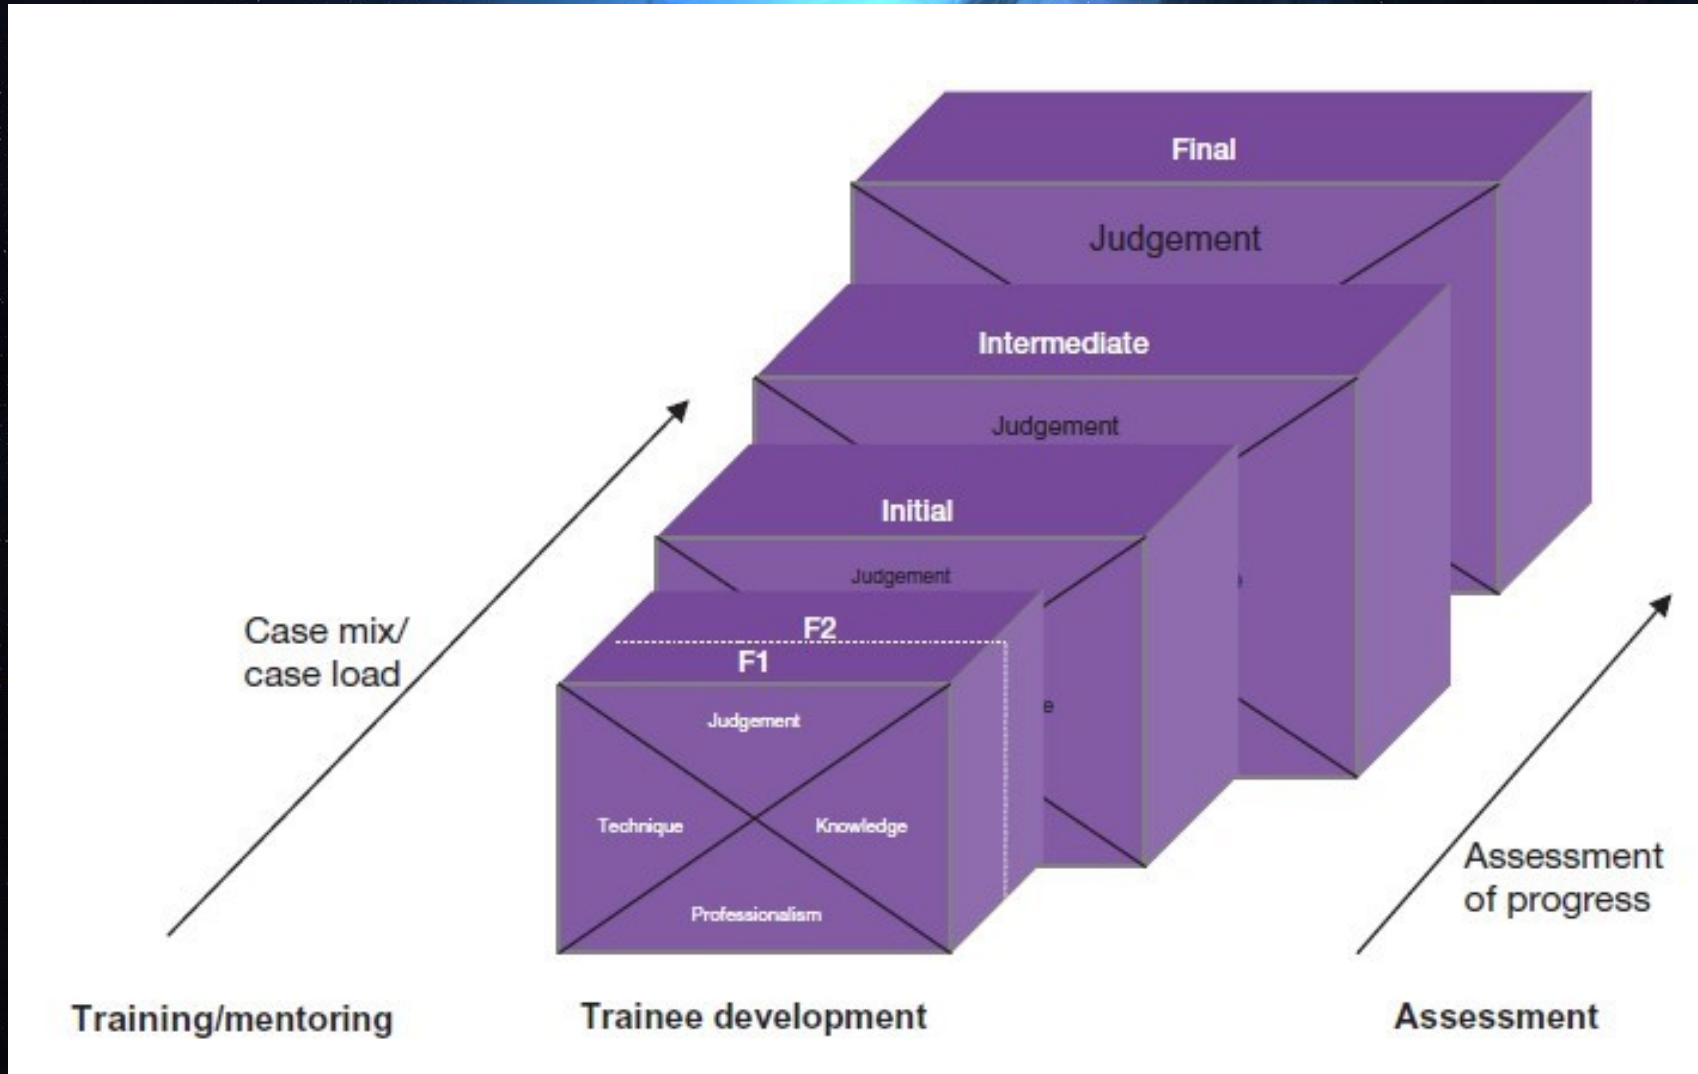 Final
Judgement
Intermediate
Judgement
Initial
Judgement
F2
F1
Judgement
Technique
Knowledge
Professionalism
Case mix/
case load
Assessment
of progress
Training/mentoring
Trainee development
Assessment